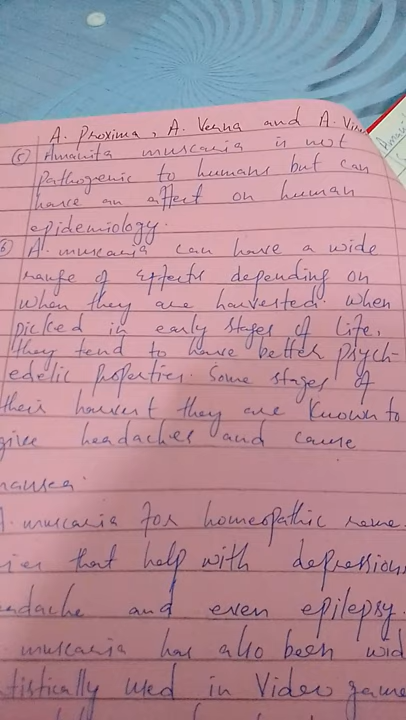 A. Proxima, A. Verna and A. Viro
(5) Amanita muscaria is not
pathogenic to humans but can
have an affect on human
epidemiology.
(6) A. muscaria can have a wide
range of effects depending on
when they are harvested. when
picked in early stages of life,
they tend to have better psych-
edelic properties. Some stages of
their harvest they are known to
give headaches and cause
nausea.
A. muscaria for homeopathic reme-
dies that help with depression,
headache and even epilepsy.
muscaria has also been wid
tistically used in Video game